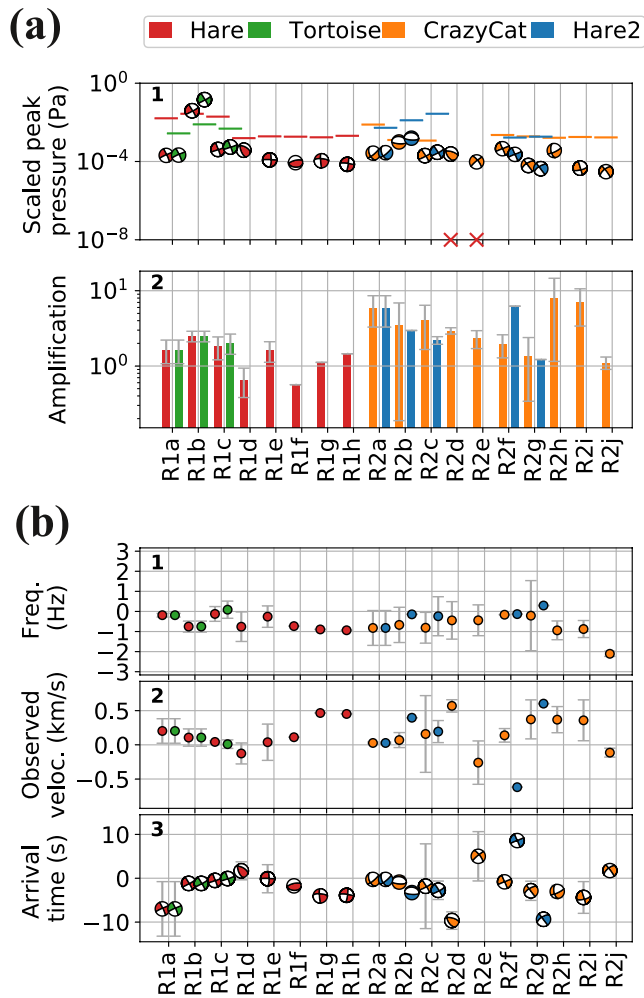 (a)
Hare Tortoise CrazyCat Hare2
1
Scaled peak
pressure (Pa)
10^0
10^−4
10^−8
2
Amplification
10^1
10^0
R1a R1b R1c R1d R1e R1f R1g R1h R2a R2b R2c R2d R2e R2f R2g R2h R2i R2j
(b)
1
Freq.
(Hz)
3
2
1
0
−1
−2
−3
2
Observed
veloc. (km/s)
0.5
0.0
−0.5
3
Arrival
time (s)
10
0
−10
R1a R1b R1c R1d R1e R1f R1g R1h R2a R2b R2c R2d R2e R2f R2g R2h R2i R2j